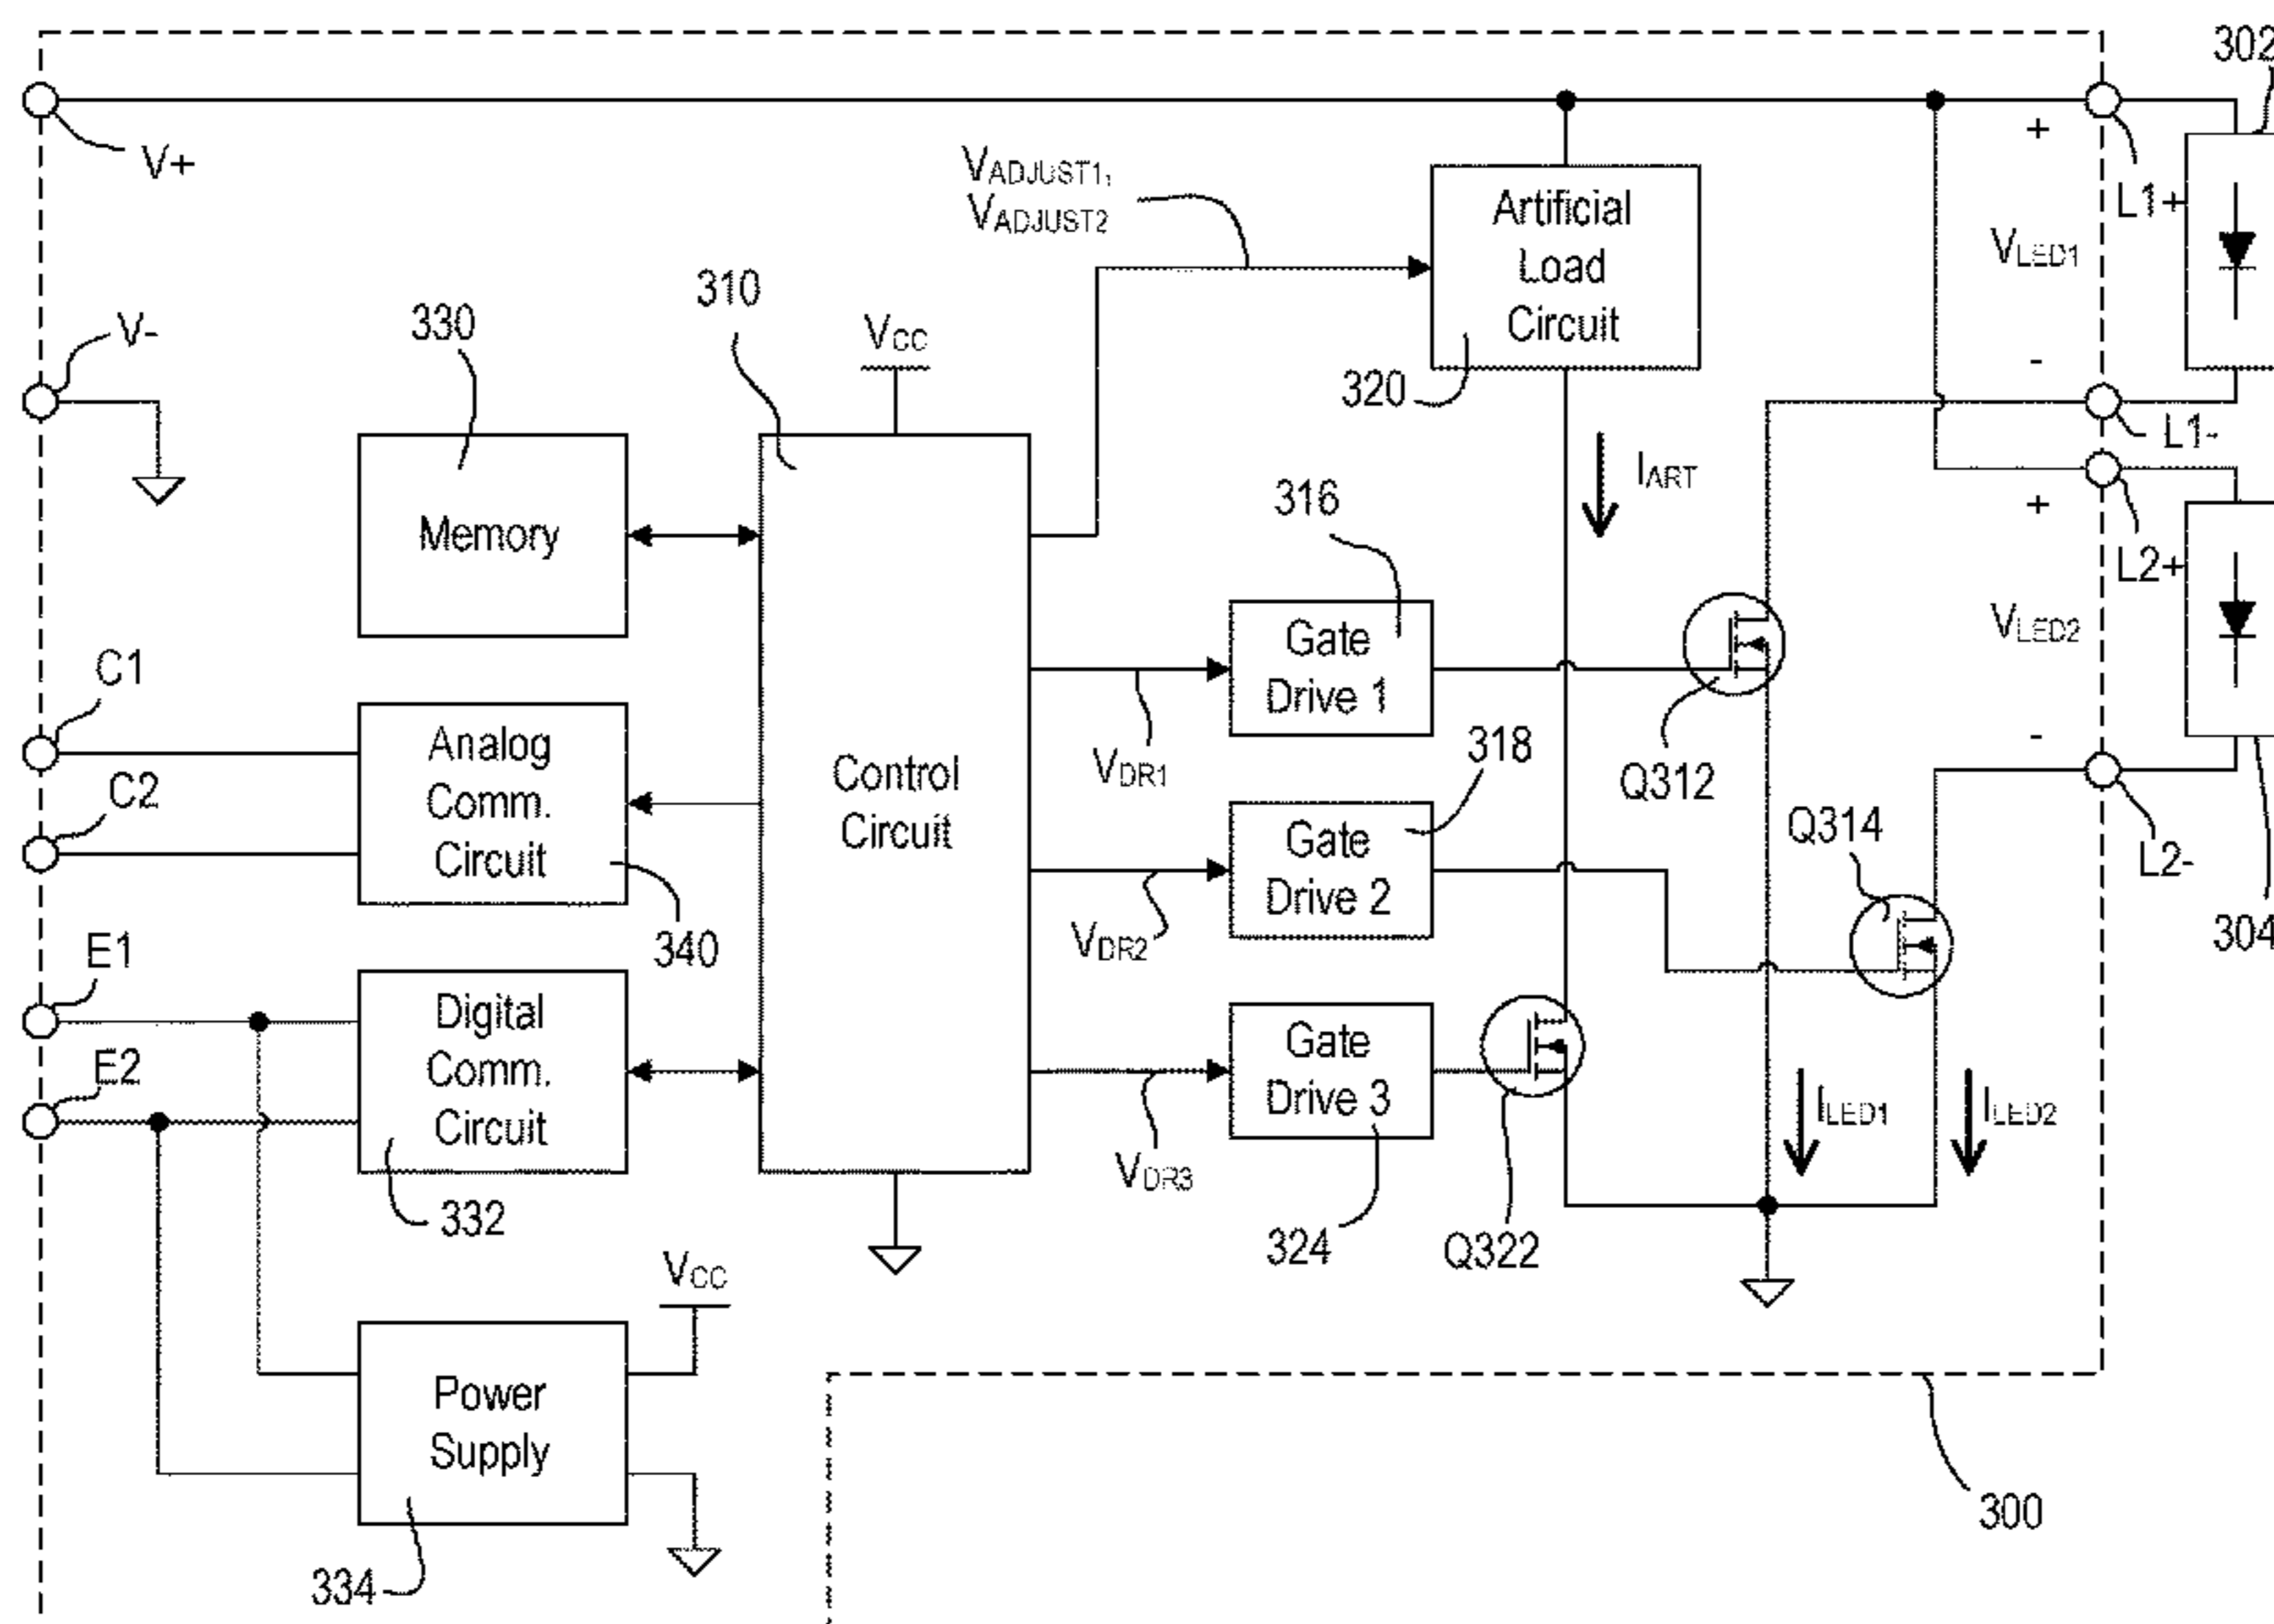 302
V+
VADJUST1,
VADJUST2
Artificial
Load
Circuit
+
L1+
VLED1
310
V-
330
VCC
320
-
L1-
IART
316
+
Memory
L2+
Gate
Drive 1
VLED2
C1
Analog
Comm.
Circuit
Control
Circuit
VDR1
318
Q312
-
C2
Gate
Drive 2
Q314
L2-
340
VDR2
304
E1
Digital
Comm.
Circuit
Gate
Drive 3
E2
ILED1
ILED2
VDR3
332
324
Q322
VCC
Power
Supply
300
334